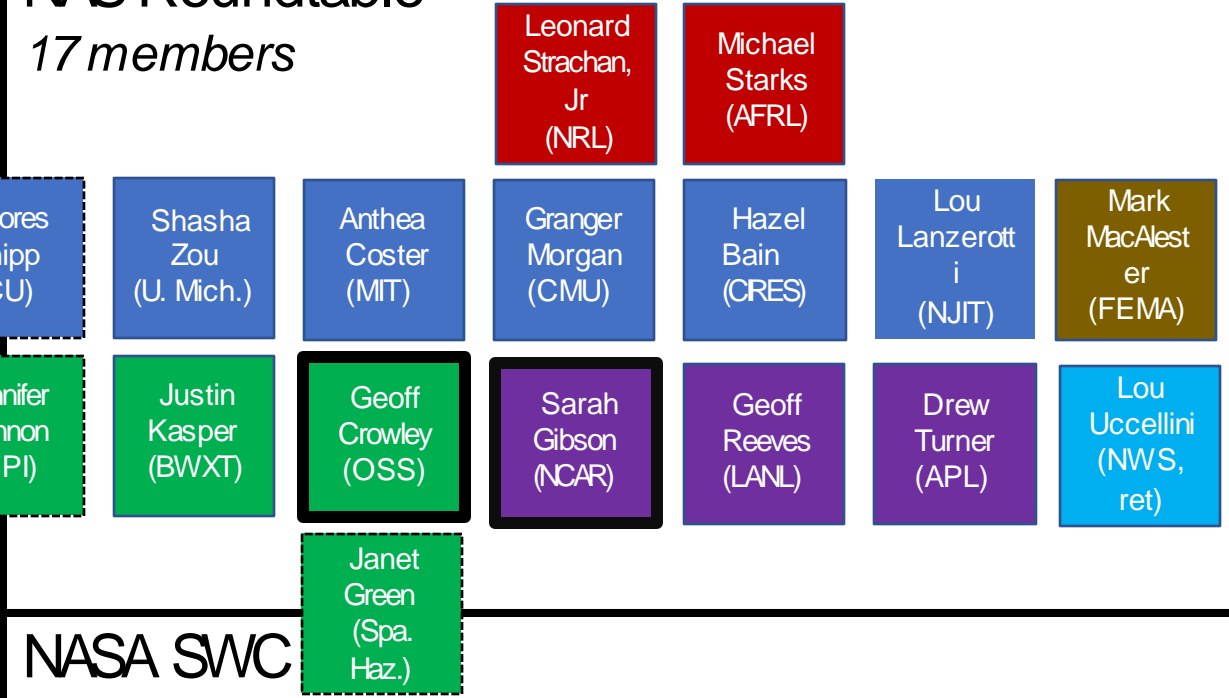 NAS Roundtable
17 members
Leonard
Strachan,
Jr
(NRL)
Michael
Starks
(AFRL)
Shasha
Zou
(U. Mich.)
Anthea
Coster
(MIT)
Granger
Morgan
(CMU)
Hazel
Bain
(CIRES)
Lou
Lanzerott
i
(NJIT)
Mark
MacAlest
er
(FEMA)
Justin
Kasper
(BWXT)
Geoff
Crowley
(OSS)
Sarah
Gibson
(NCAR)
Geoff
Reeves
(LANL)
Drew
Turner
(APL)
Lou
Uccellini
(NWS,
ret)
Janet
Green
(Spa.
Haz.)
NASA SWC